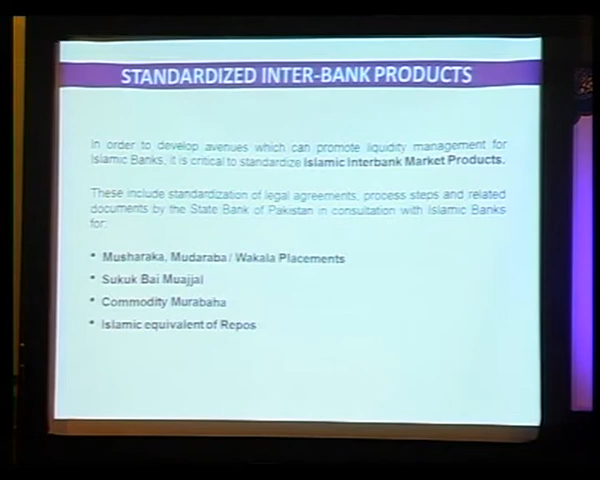 STANDARDIZED INTER-BANK PRODUCTS
In order to develop avenues which can promote liquidity management for
Islamic Banks, it is critical to standardize Islamic Interbank Market Products.
These include standardization of legal agreements, process steps and related
documents by the State Bank of Pakistan in consultation with Islamic Banks
for:
• Musharaka, Mudaraba / Wakala Placements
• Sukuk Bai Muajjal
• Commodity Murabaha
• Islamic equivalent of Repos